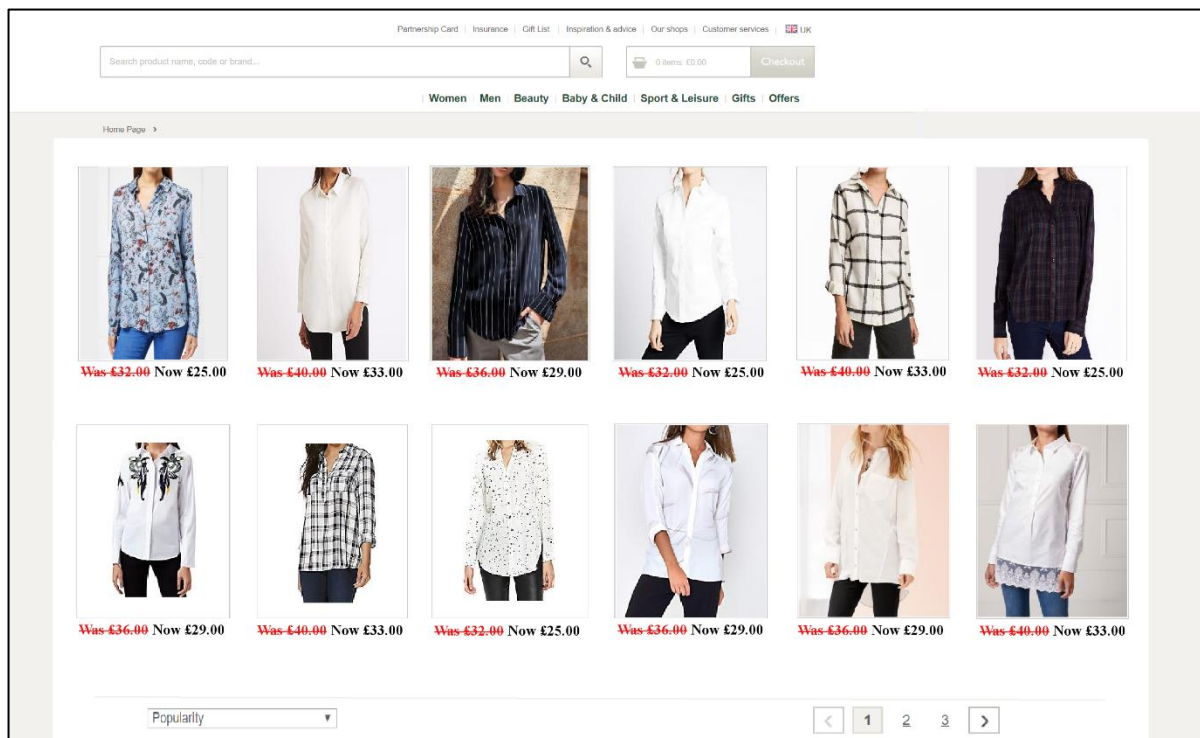 Partnership Card | Insurance | Gift List | Inspiration & advice | Our shops | Customer services | UK
Search product name, code or brand...
0 items: £0.00 Checkout
Women | Men | Beauty | Baby & Child | Sport & Leisure | Gifts | Offers
Home Page >
Was £32.00 Now £25.00
Was £40.00 Now £33.00
Was £36.00 Now £29.00
Was £32.00 Now £25.00
Was £40.00 Now £33.00
Was £32.00 Now £25.00
Was £36.00 Now £29.00
Was £40.00 Now £33.00
Was £32.00 Now £25.00
Was £36.00 Now £29.00
Was £36.00 Now £29.00
Was £40.00 Now £33.00
Popularity
< 1 2 3 >